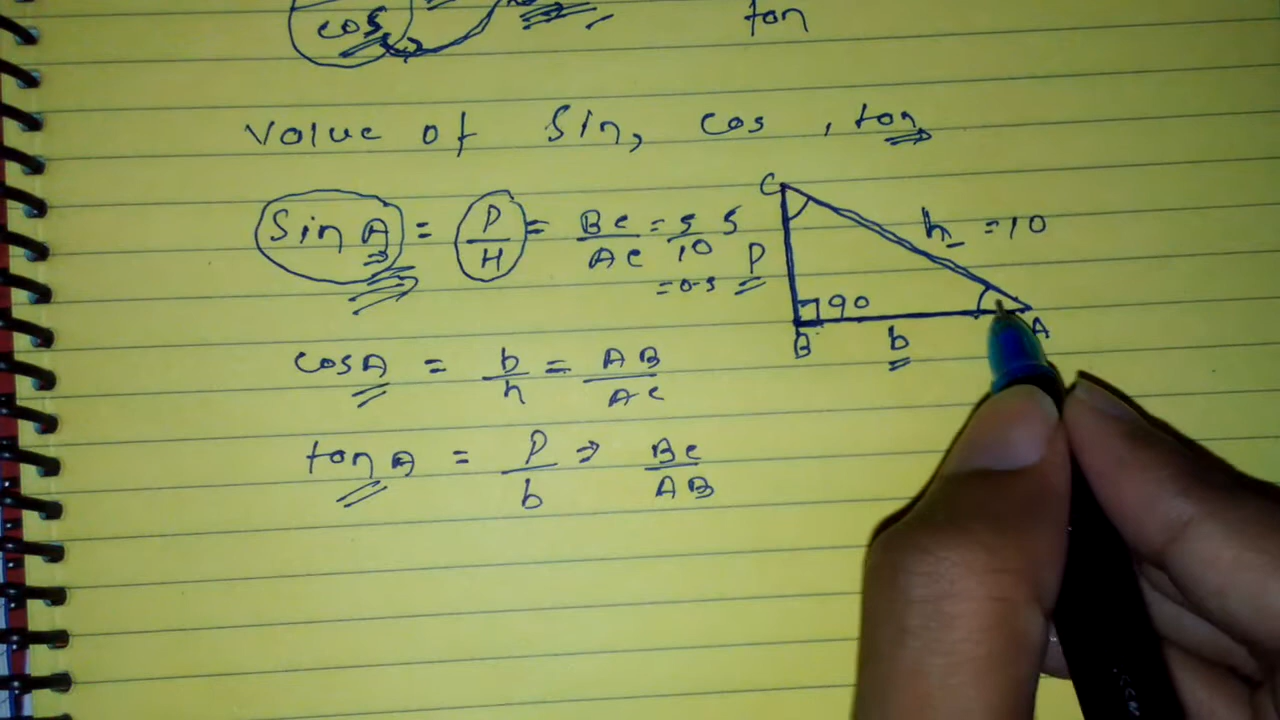 cos tan
Value of Sin, cos , tan
Sin A = P/H = BC/AC = 5/10
= 0.5
5
P
C
h = 10
90
B
b
A
cos A = b/h = AB/AC
tan A = P/b ⇒ BC/AB